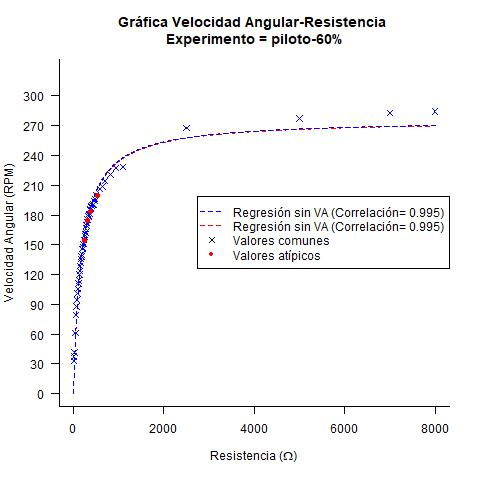 Gráfica Velocidad Angular-Resistencia
Experimento = piloto-60%
Velocidad Angular (RPM)
300
270
240
210
180
150
120
90
60
30
0
Regresión sin VA (Correlación= 0.995)
Regresión sin VA (Correlación= 0.995)
Valores comunes
Valores atípicos
0 2000 4000 6000 8000
Resistencia (Ω)